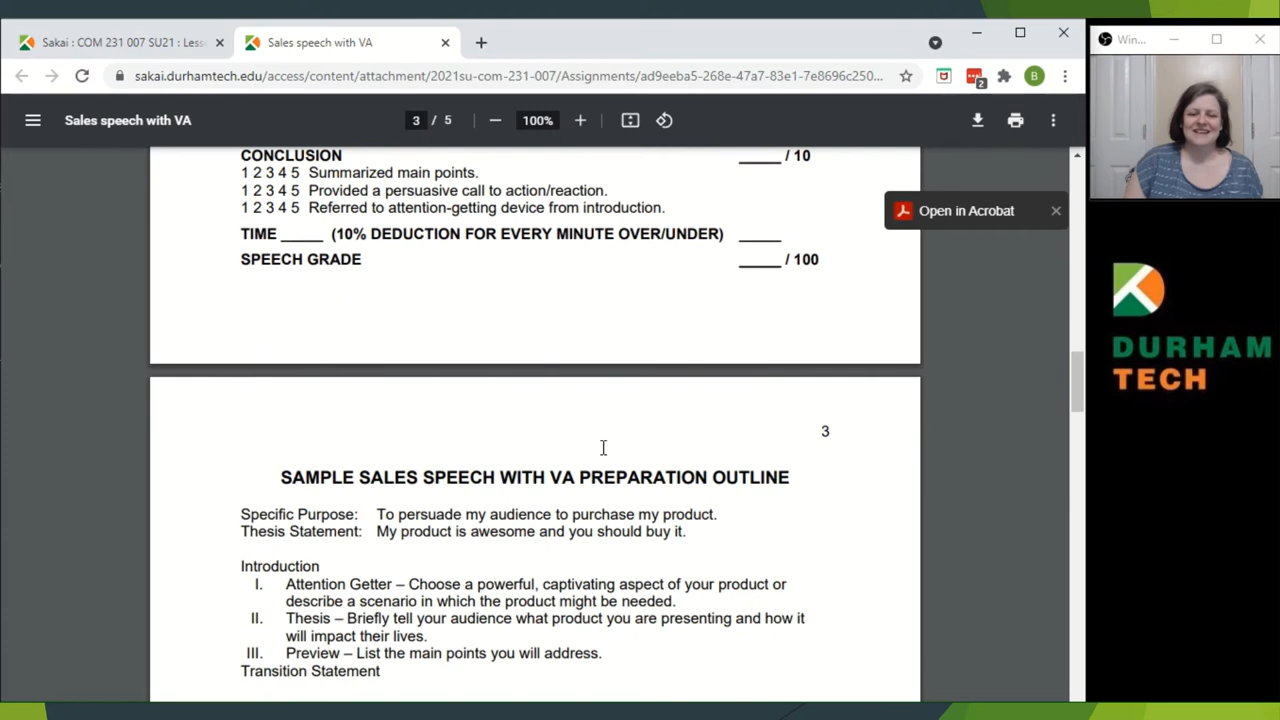 Sakai : COM 231 007 SU21 : Less
Sales speech with VA
Win...
sakai.durhamtech.edu/access/content/attachment/2021su-com-231-007/Assignments/ad9eeba5-268e-47a7-83e1-7e8696c250...
2
B
Sales speech with VA
3 / 5
100%
Open in Acrobat
CONCLUSION _____ / 10
1 2 3 4 5 Summarized main points.
1 2 3 4 5 Provided a persuasive call to action/reaction.
1 2 3 4 5 Referred to attention-getting device from introduction.
TIME _____ (10% DEDUCTION FOR EVERY MINUTE OVER/UNDER) _____
SPEECH GRADE _____ / 100
3
SAMPLE SALES SPEECH WITH VA PREPARATION OUTLINE
Specific Purpose: To persuade my audience to purchase my product.
Thesis Statement: My product is awesome and you should buy it.
Introduction
I. Attention Getter – Choose a powerful, captivating aspect of your product or
describe a scenario in which the product might be needed.
II. Thesis – Briefly tell your audience what product you are presenting and how it
will impact their lives.
III. Preview – List the main points you will address.
Transition Statement
DURHAM
TECH